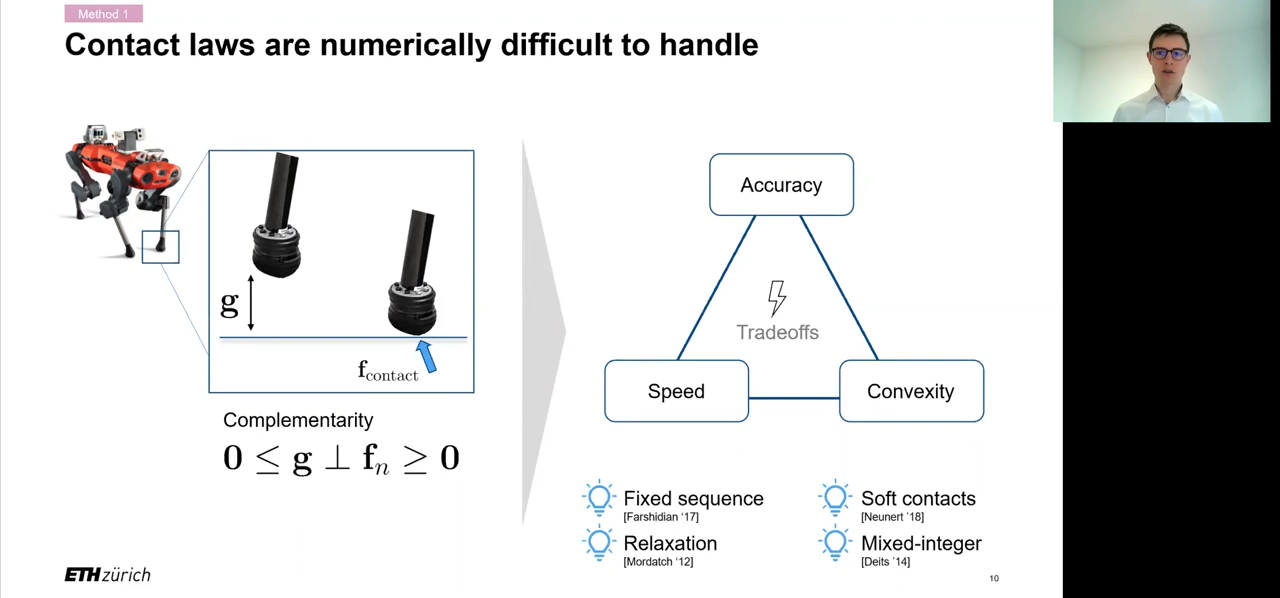 Method 1
Contact laws are numerically difficult to handle
g
f_contact
Complementarity
0 ≤ g ⊥ f_n ≥ 0
Accuracy
Tradeoffs
Speed
Convexity
Fixed sequence
[Farshidian ‘17]
Soft contacts
[Neunert ’18]
Relaxation
[Mordatch ‘12]
Mixed-integer
[Deits ’14]
ETH zürich
10